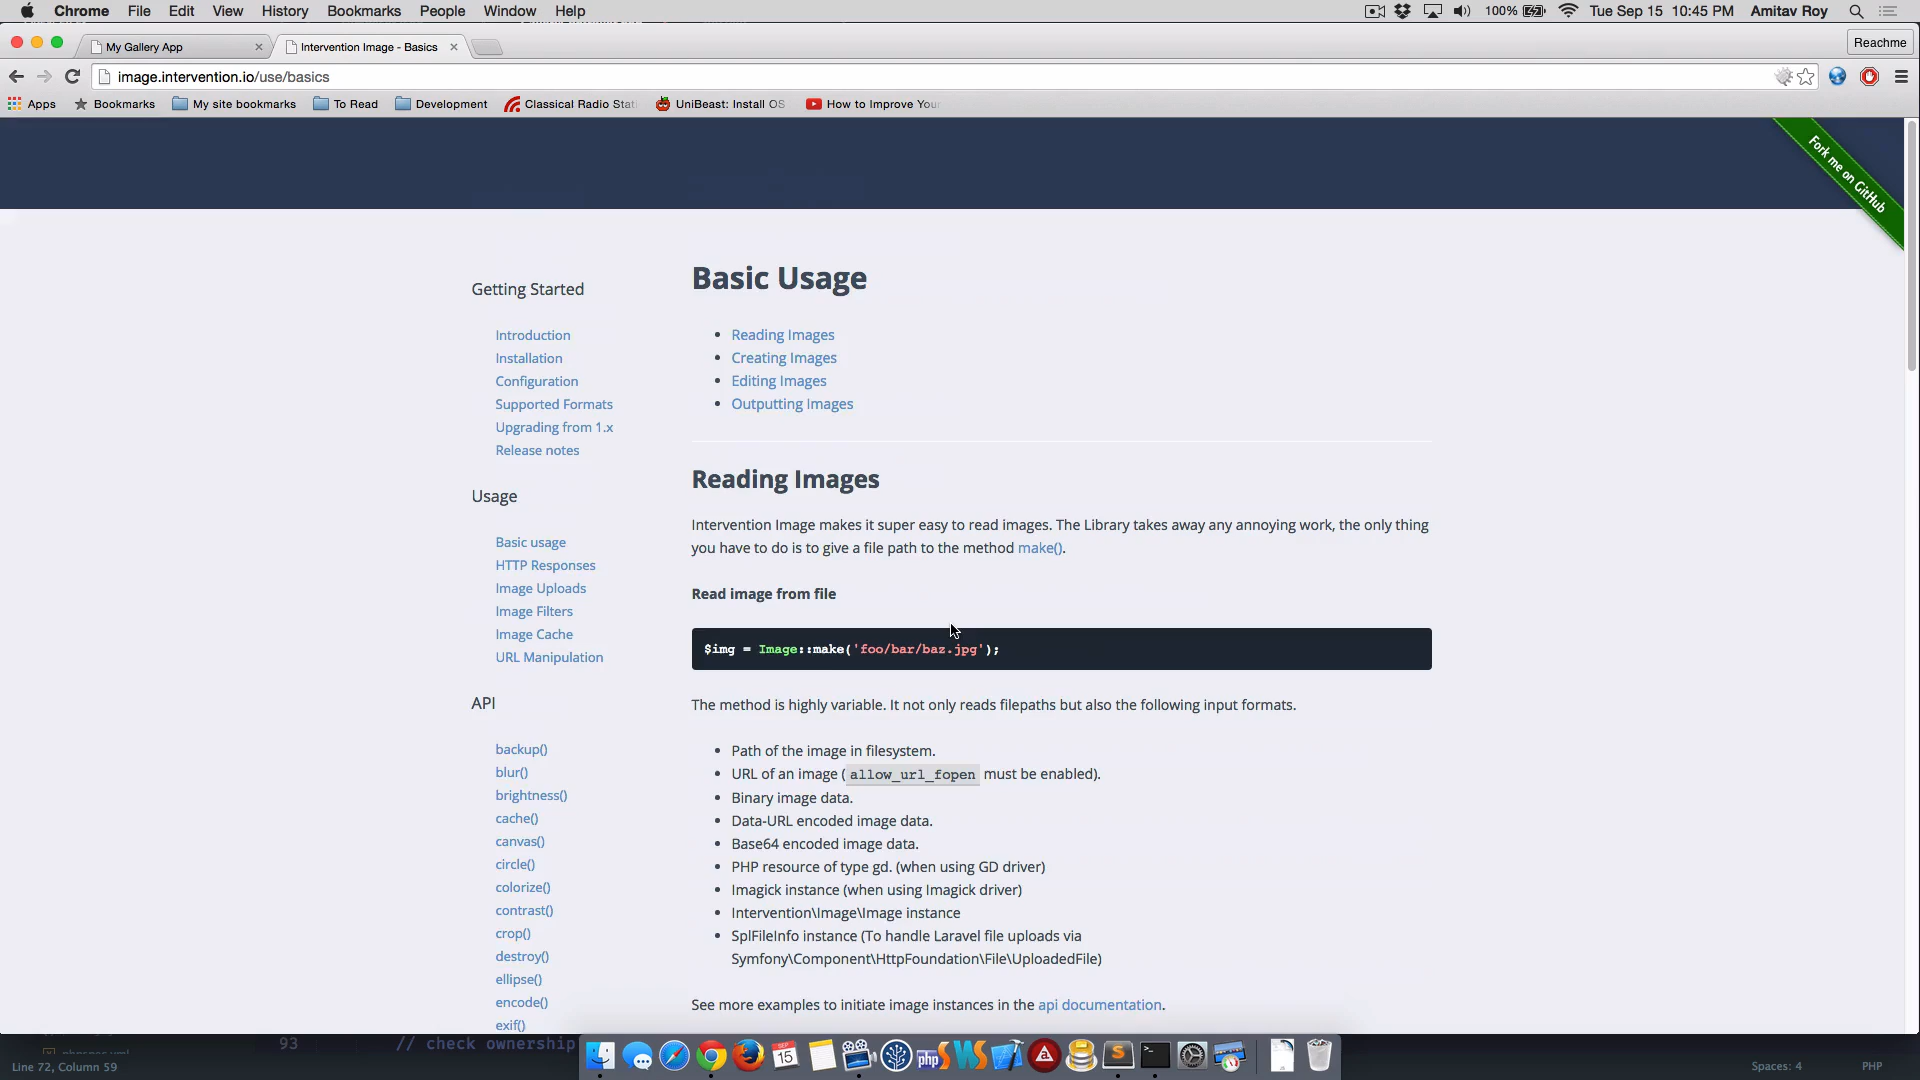 Chrome File Edit View History Bookmarks People Window Help 100% Tue Sep 15 10:45 PM Amitav Roy
My Gallery App Intervention Image - Basics Reachme
image.intervention.io/use/basics
Apps Bookmarks My site bookmarks To Read Development Classical Radio Stat UniBeast: Install OS How to Improve Your
Fork me on GitHub
Getting Started
Introduction
Installation
Configuration
Supported Formats
Upgrading from 1.x
Release notes
Usage
Basic usage
HTTP Responses
Image Uploads
Image Filters
Image Cache
URL Manipulation
API
backup()
blur()
brightness()
cache()
canvas()
circle()
colorize()
contrast()
crop()
destroy()
ellipse()
encode()
exif()
Basic Usage
Reading Images
Creating Images
Editing Images
Outputting Images
Reading Images
Intervention Image makes it super easy to read images. The Library takes away any annoying work, the only thing
you have to do is to give a file path to the method make().
Read image from file
$img = Image::make('foo/bar/baz.jpg');
The method is highly variable. It not only reads filepaths but also the following input formats.
Path of the image in filesystem.
URL of an image ( allow_url_fopen must be enabled).
Binary image data.
Data-URL encoded image data.
Base64 encoded image data.
PHP resource of type gd. (when using GD driver)
Imagick instance (when using Imagick driver)
Intervention\Image\Image instance
SplFileInfo instance (To handle Laravel file uploads via
Symfony\Component\HttpFoundation\File\UploadedFile)
See more examples to initiate image instances in the api documentation.
93 // check ownership
SEP
15
php
WS
S
Line 72, Column 59 Spaces: 4 PHP